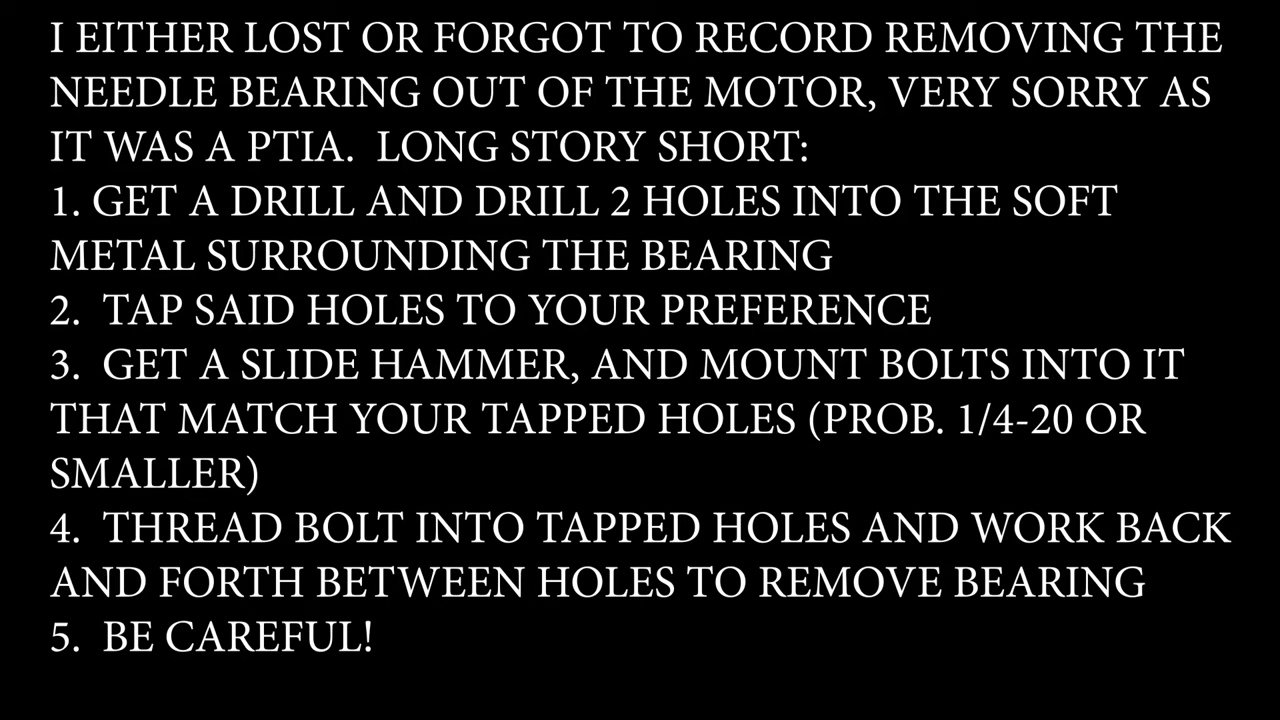 I EITHER LOST OR FORGOT TO RECORD REMOVING THE
NEEDLE BEARING OUT OF THE MOTOR, VERY SORRY AS
IT WAS A PTIA.  LONG STORY SHORT:
1. GET A DRILL AND DRILL 2 HOLES INTO THE SOFT
METAL SURROUNDING THE BEARING
2.  TAP SAID HOLES TO YOUR PREFERENCE
3.  GET A SLIDE HAMMER, AND MOUNT BOLTS INTO IT
THAT MATCH YOUR TAPPED HOLES (PROB. 1/4-20 OR
SMALLER)
4.  THREAD BOLT INTO TAPPED HOLES AND WORK BACK
AND FORTH BETWEEN HOLES TO REMOVE BEARING
5.  BE CAREFUL!